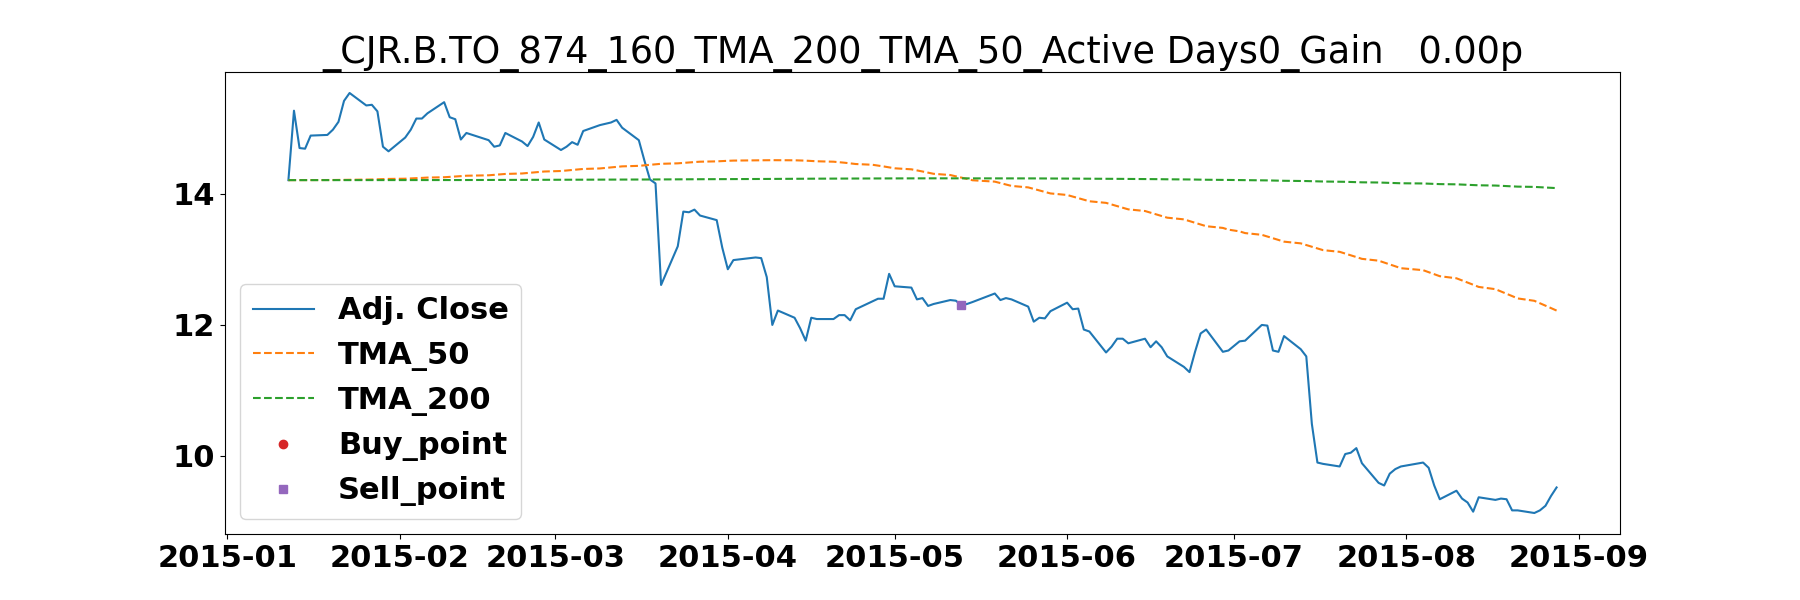 _CJR.B.TO_874_160_TMA_200_TMA_50_Active Days0_Gain   0.00p
14
12
10
Adj. Close
TMA_50
TMA_200
Buy_point
Sell_point
2015-01 2015-02 2015-03 2015-04 2015-05 2015-06 2015-07 2015-08 2015-09